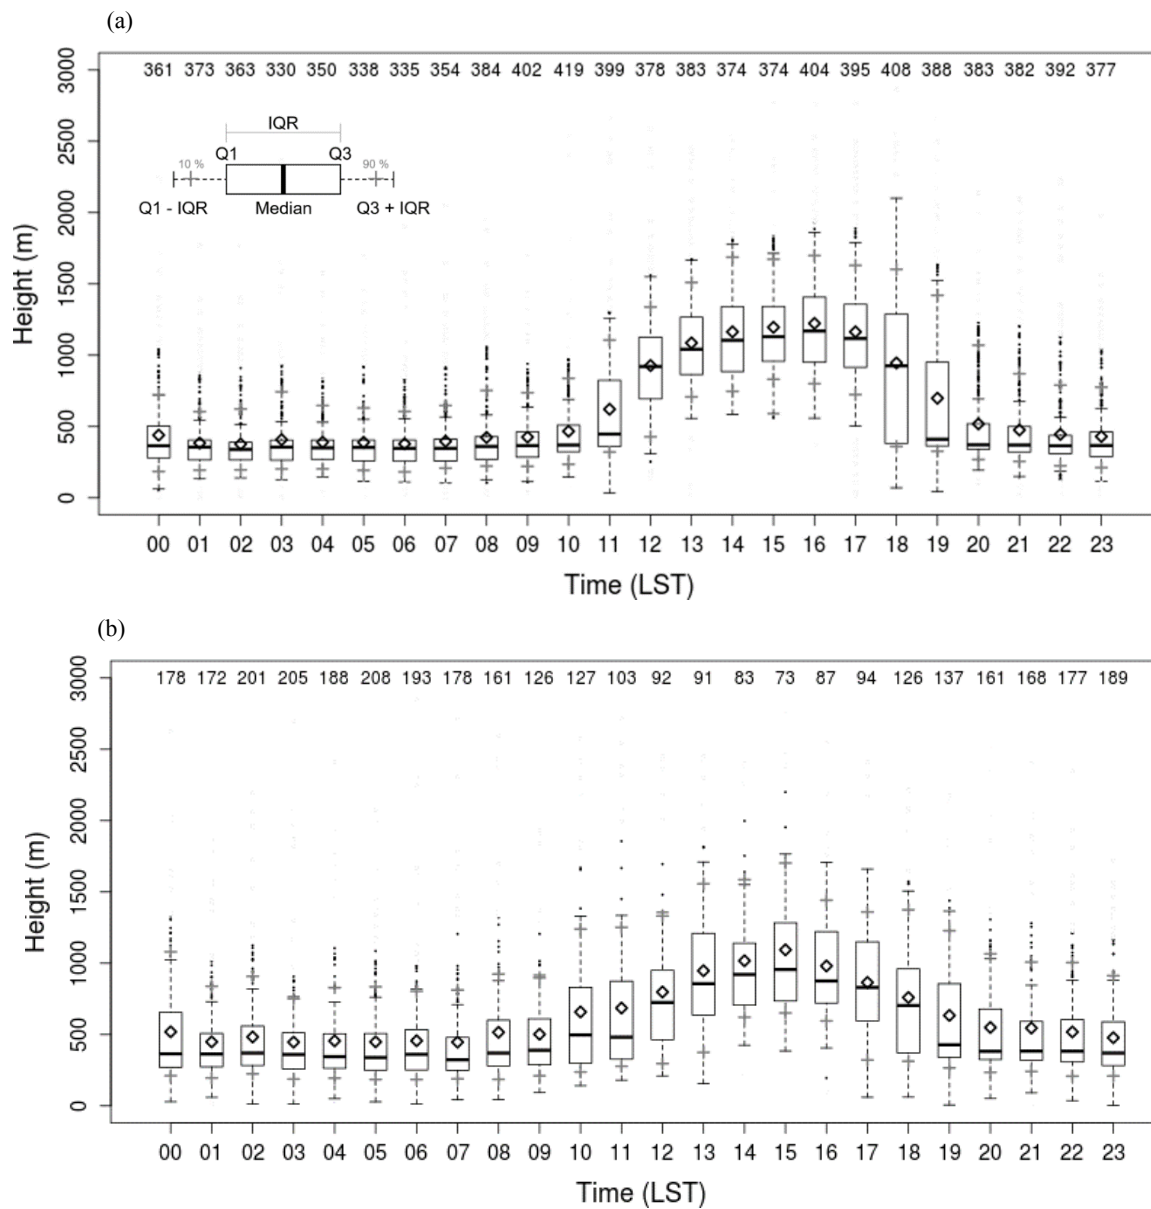 (a)
361 373 363 330 350 338 335 354 384 402 419 399 378 383 374 374 404 395 408 388 383 382 392 377
3000
2500
2000
1500
1000
500
0
Height (m)
IQR
Q1 Q3
10 % 90 %
Q1 - IQR Median Q3 + IQR
00 01 02 03 04 05 06 07 08 09 10 11 12 13 14 15 16 17 18 19 20 21 22 23
Time (LST)
(b)
178 172 201 205 188 208 193 178 161 126 127 103 92 91 83 73 87 94 126 137 161 168 177 189
3000
2500
2000
1500
1000
500
0
Height (m)
00 01 02 03 04 05 06 07 08 09 10 11 12 13 14 15 16 17 18 19 20 21 22 23
Time (LST)